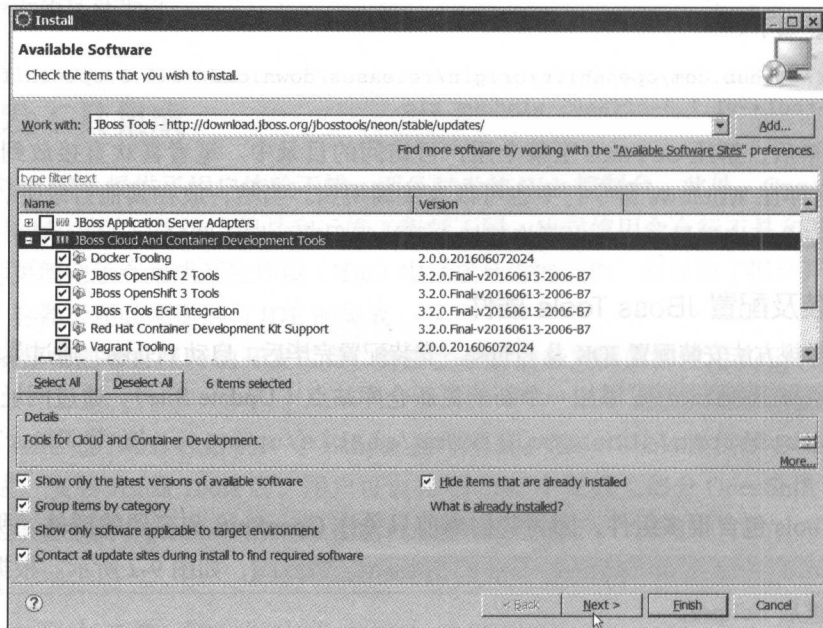 Install
Available Software
Check the items that you wish to install.
Work with: JBoss Tools - http://download.jboss.org/jbosstools/neon/stable/updates/ Add...
Find more software by working with the "Available Software Sites" preferences.
type filter text
Name Version
JBoss Application Server Adapters
JBoss Cloud And Container Development Tools
Docker Tooling 2.0.0.201606072024
JBoss OpenShift 2 Tools 3.2.0.Final-v20160613-2006-B7
JBoss OpenShift 3 Tools 3.2.0.Final-v20160613-2006-B7
JBoss Tools EGit Integration 3.2.0.Final-v20160613-2006-B7
Red Hat Container Development Kit Support 3.2.0.Final-v20160613-2006-B7
Vagrant Tooling 2.0.0.201606072024
Select All Deselect All 6 items selected
Details
Tools for Cloud and Container Development.
More...
Show only the latest versions of available software Hide items that are already installed
Group items by category What is already installed?
Show only software applicable to target environment
Contact all update sites during install to find required software
? < Back Next > Finish Cancel